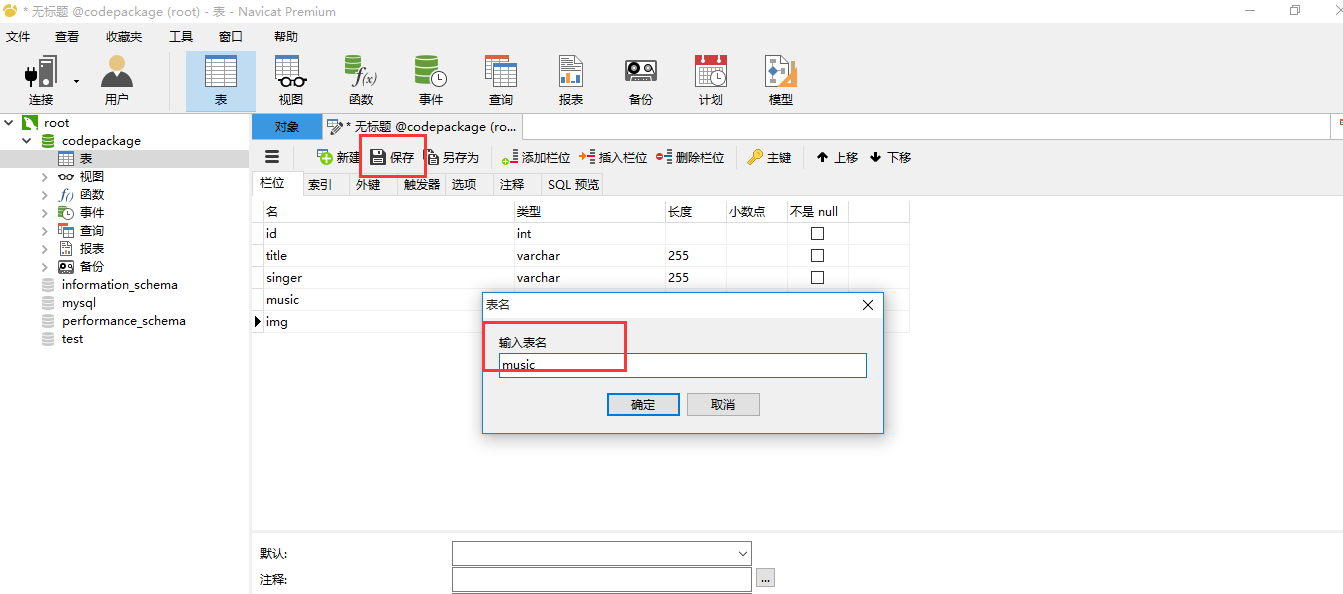 * 无标题 @codepackage (root) - 表 - Navicat Premium
文件 查看 收藏夹 工具 窗口 帮助
连接 用户 表 视图 函数 事件 查询 报表 备份 计划 模型
root
codepackage
表
视图
函数
事件
查询
报表
备份
information_schema
mysql
performance_schema
test
对象 * 无标题 @codepackage (ro...
新建 保存 另存为 添加栏位 插入栏位 删除栏位 主键 上移 下移
栏位 索引 外键 触发器 选项 注释 SQL 预览
名 类型 长度 小数点 不是 null
id int
title varchar 255
singer varchar 255
music
img
表名
输入表名
music
确定 取消
默认:
注释:
...